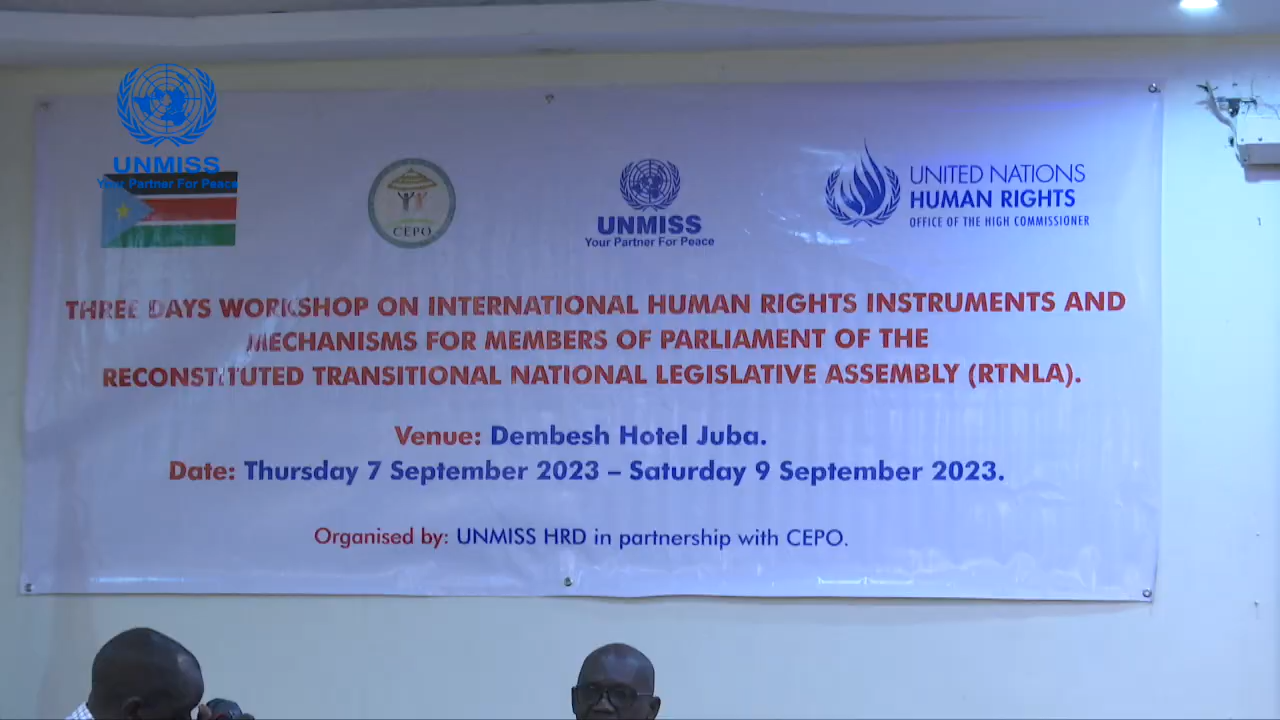 UNMISS
Your Partner For Peace
CEPO
UNMISS
Your Partner For Peace
UNITED NATIONS
HUMAN RIGHTS
OFFICE OF THE HIGH COMMISSIONER
THREE DAYS WORKSHOP ON INTERNATIONAL HUMAN RIGHTS INSTRUMENTS AND
MECHANISMS FOR MEMBERS OF PARLIAMENT OF THE
RECONSTITUTED TRANSITIONAL NATIONAL LEGISLATIVE ASSEMBLY (RTNLA).
Venue: Dembesh Hotel Juba.
Date: Thursday 7 September 2023 – Saturday 9 September 2023.
Organised by: UNMISS HRD in partnership with CEPO.